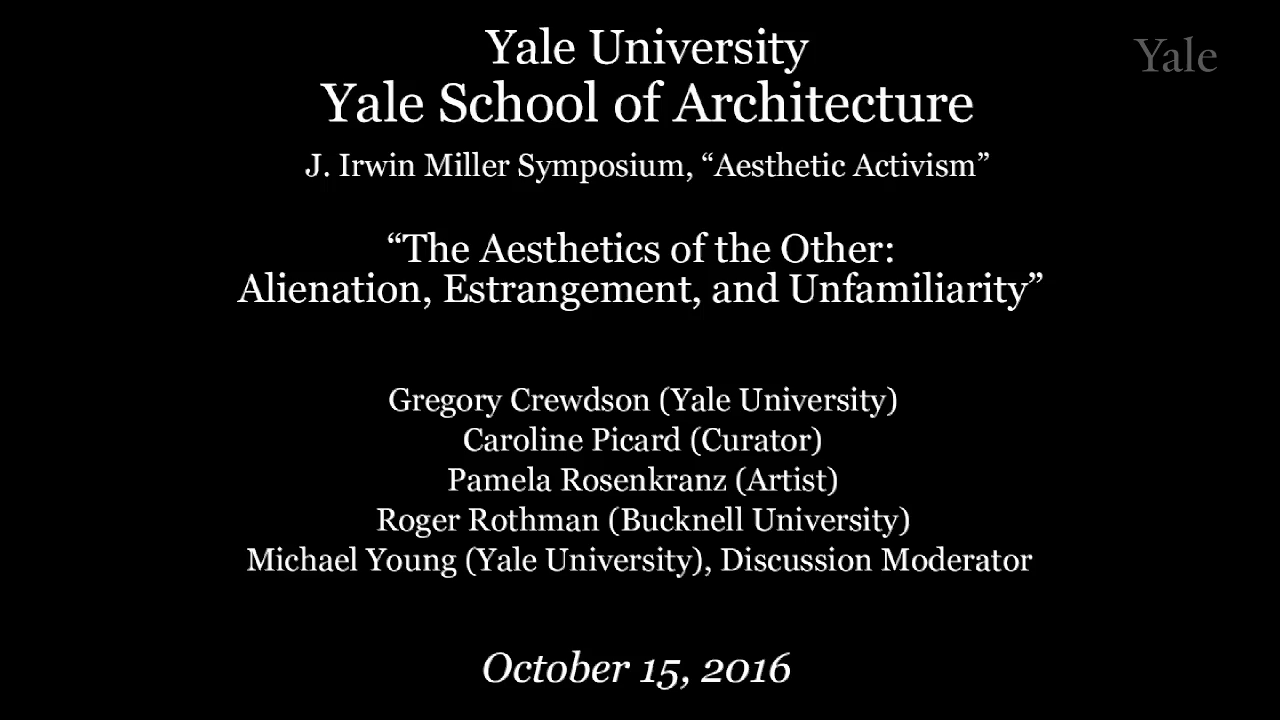 Yale University
Yale
Yale School of Architecture
J. Irwin Miller Symposium, “Aesthetic Activism”
“The Aesthetics of the Other:
Alienation, Estrangement, and Unfamiliarity”
Gregory Crewdson (Yale University)
Caroline Picard (Curator)
Pamela Rosenkranz (Artist)
Roger Rothman (Bucknell University)
Michael Young (Yale University), Discussion Moderator
October 15, 2016